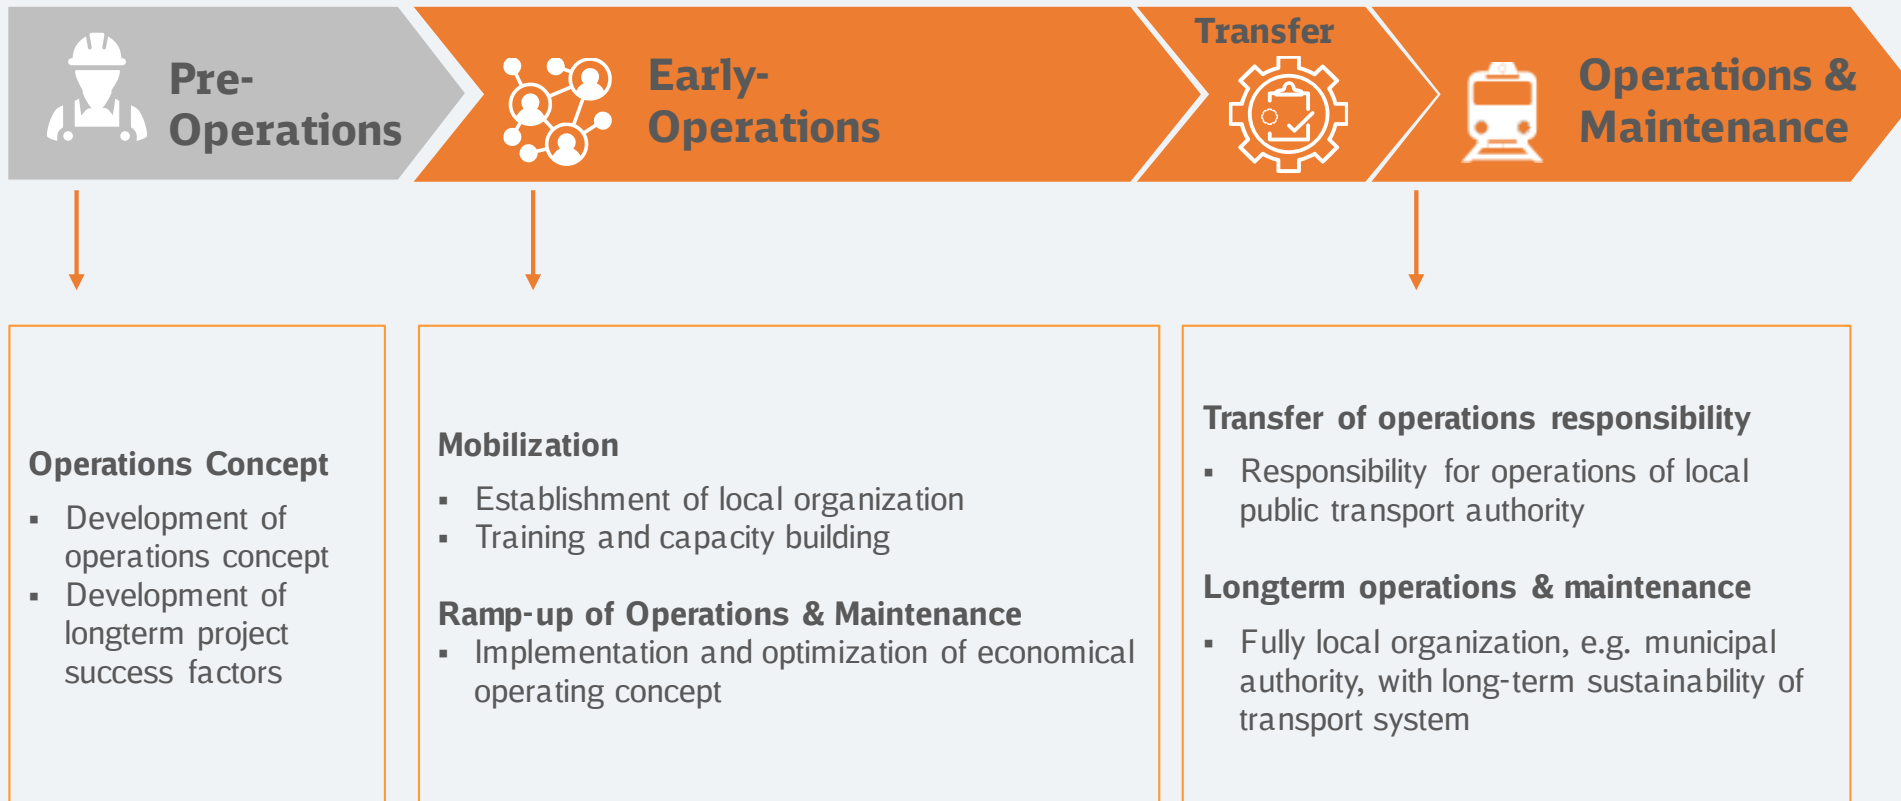 Pre-
Operations
Early-
Operations
Transfer
Operations &
Maintenance
Operations Concept
▪ Development of
operations concept
▪ Development of
longterm project
success factors
Mobilization
▪ Establishment of local organization
▪ Training and capacity building
Ramp-up of Operations & Maintenance
▪ Implementation and optimization of economical
operating concept
Transfer of operations responsibility
▪ Responsibility for operations of local
public transport authority
Longterm operations & maintenance
▪ Fully local organization, e.g. municipal
authority, with long-term sustainability of
transport system